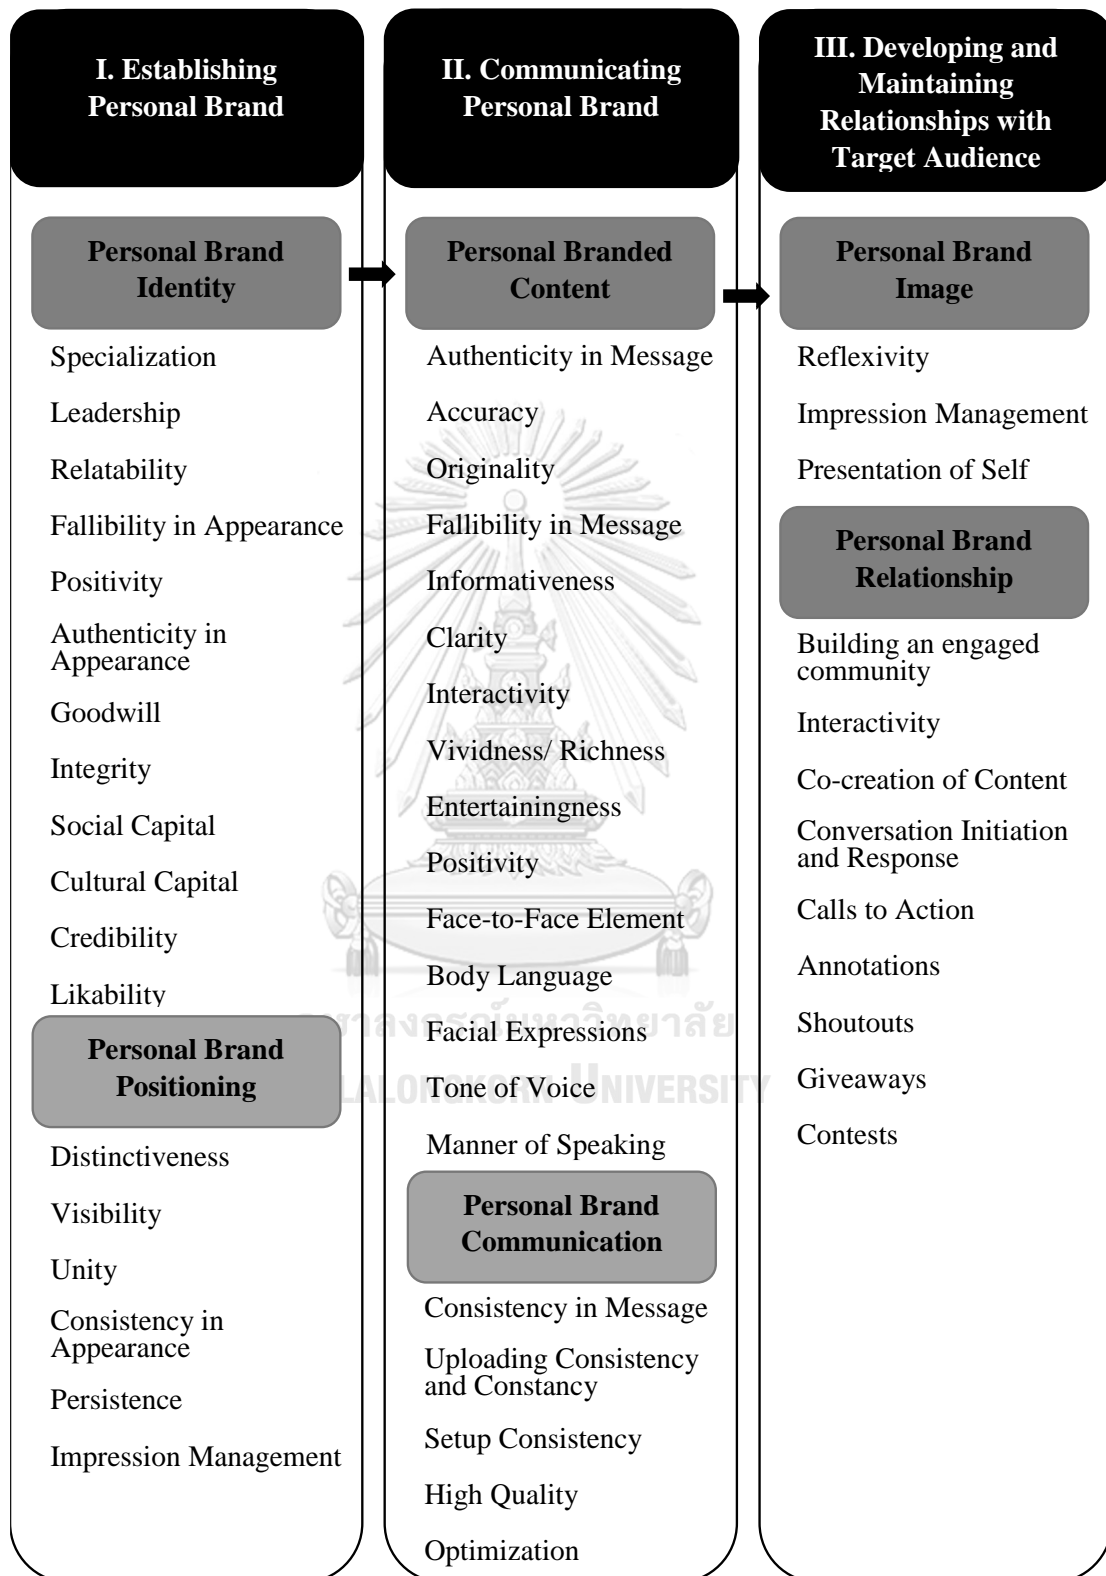 I. Establishing
Personal Brand
Personal Brand
Identity
Specialization
Leadership
Relatability
Fallibility in Appearance
Positivity
Authenticity in
Appearance
Goodwill
Integrity
Social Capital
Cultural Capital
Credibility
Likability
Personal Brand
Positioning
Distinctiveness
Visibility
Unity
Consistency in
Appearance
Persistence
Impression Management
II. Communicating
Personal Brand
Personal Branded
Content
Authenticity in Message
Accuracy
Originality
Fallibility in Message
Informativeness
Clarity
Interactivity
Vividness/ Richness
Entertainingness
Positivity
Face-to-Face Element
Body Language
Facial Expressions
Tone of Voice
Manner of Speaking
Personal Brand
Communication
Consistency in Message
Uploading Consistency
and Constancy
Setup Consistency
High Quality
Optimization
III. Developing and
Maintaining
Relationships with
Target Audience
Personal Brand
Image
Reflexivity
Impression Management
Presentation of Self
Personal Brand
Relationship
Building an engaged
community
Interactivity
Co-creation of Content
Conversation Initiation
and Response
Calls to Action
Annotations
Shoutouts
Giveaways
Contests
UNIVERSITY